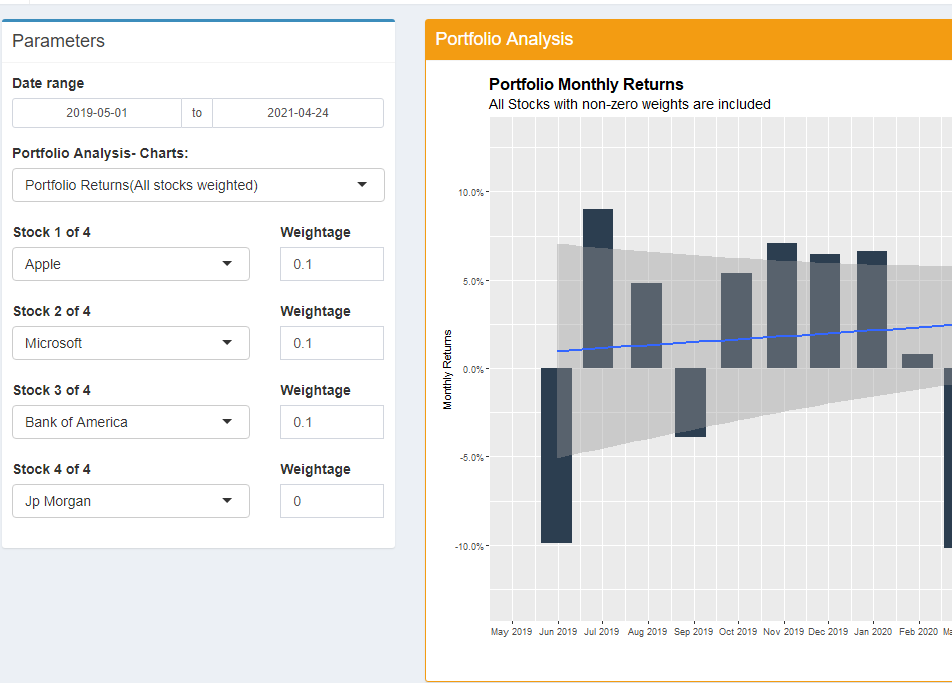 Parameters
Date range
2019-05-01 to 2021-04-24
Portfolio Analysis- Charts:
Portfolio Returns(All stocks weighted)
Stock 1 of 4 Weightage
Apple 0.1
Stock 2 of 4 Weightage
Microsoft 0.1
Stock 3 of 4 Weightage
Bank of America 0.1
Stock 4 of 4 Weightage
Jp Morgan 0
Portfolio Analysis
Portfolio Monthly Returns
All Stocks with non-zero weights are included
Monthly Returns
10.0%
5.0%
0.0%
-5.0%
-10.0%
May 2019 Jun 2019 Jul 2019 Aug 2019 Sep 2019 Oct 2019 Nov 2019 Dec 2019 Jan 2020 Feb 2020